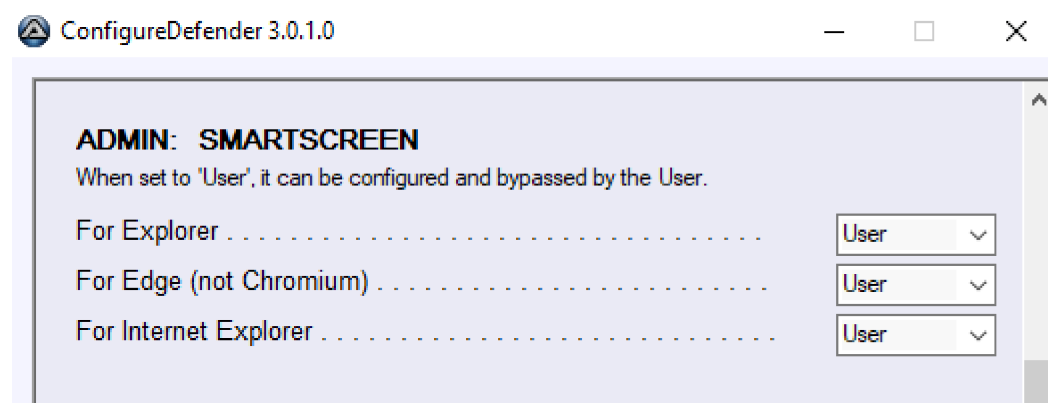 ConfigureDefender 3.0.1.0
ADMIN: SMARTSCREEN
When set to 'User', it can be configured and bypassed by the User.
For Explorer . . . . . . . . . . . . . . . . . . . . . . . . . . . . . . . . . . User
For Edge (not Chromium) . . . . . . . . . . . . . . . . . . . . . . . . . User
For Internet Explorer . . . . . . . . . . . . . . . . . . . . . . . . . . . . . User